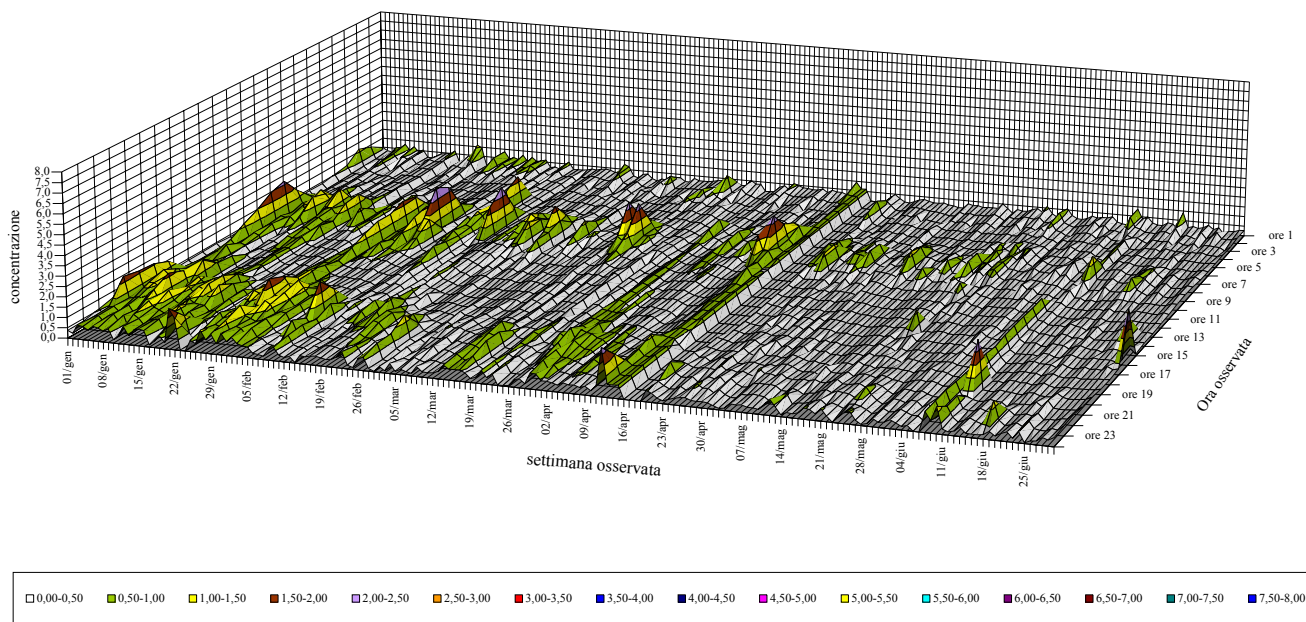 concentrazione
8,0
7,5
7,0
6,5
6,0
5,5
5,0
4,5
4,0
3,5
3,0
2,5
2,0
1,5
1,0
0,5
0,0
01/gen
08/gen
15/gen
22/gen
29/gen
05/feb
12/feb
19/feb
26/feb
05/mar
12/mar
19/mar
26/mar
02/apr
09/apr
16/apr
23/apr
30/apr
07/mag
14/mag
21/mag
28/mag
04/giu
11/giu
18/giu
25/giu
settimana osservata
ore 1
ore 3
ore 5
ore 7
ore 9
ore 11
ore 13
ore 15
ore 17
ore 19
ore 21
ore 23
Ora osservata
0,00-0,50 0,50-1,00 1,00-1,50 1,50-2,00 2,00-2,50 2,50-3,00 3,00-3,50 3,50-4,00 4,00-4,50 4,50-5,00 5,00-5,50 5,50-6,00 6,00-6,50 6,50-7,00 7,00-7,50 7,50-8,00